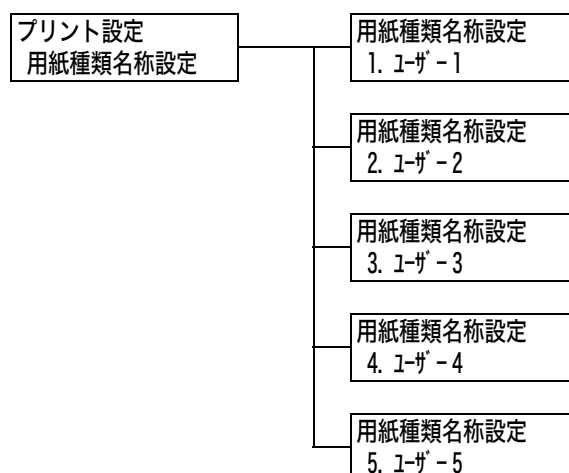 プリント設定
用紙種類名称設定
用紙種類名称設定
1. ﾕｰｻﾞｰ1
用紙種類名称設定
2. ﾕｰｻﾞｰ2
用紙種類名称設定
3. ﾕｰｻﾞｰ3
用紙種類名称設定
4. ﾕｰｻﾞｰ4
用紙種類名称設定
5. ﾕｰｻﾞｰ5